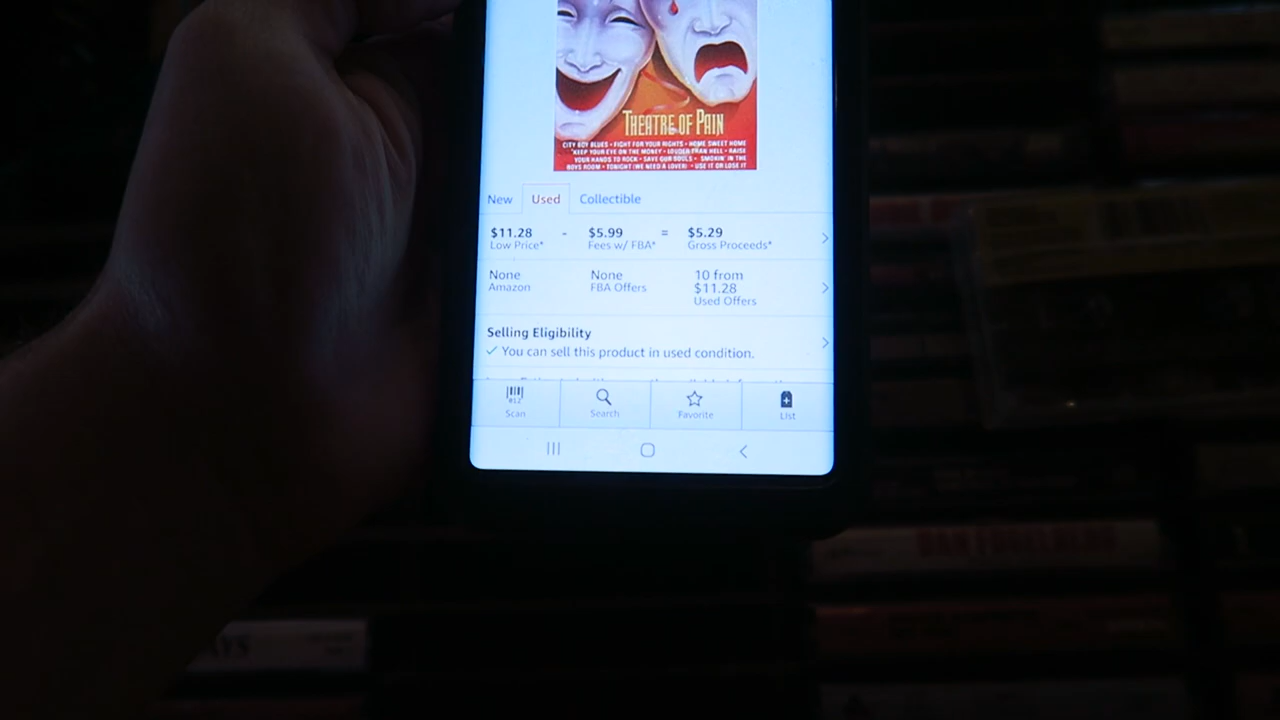 THEATRE OF PAIN
CITY BOY BLUES • FIGHT FOR YOUR RIGHTS • HOME SWEET HOME
KEEP YOUR EYE ON THE MONEY • LOUDER THAN HELL • RAISE
YOUR HANDS TO ROCK • SAVE OUR SOULS • SMOKIN' IN THE
BOYS ROOM • TONIGHT (WE NEED A LOVER) • USE IT OR LOSE IT
New Used Collectible
$11.28 - $5.99 = $5.29
Low Price* Fees w/ FBA* Gross Proceeds*
None None 10 from
Amazon FBA Offers $11.28
Used Offers
Selling Eligibility
✓ You can sell this product in used condition.
Scan Search Favorite List
DAN FOGELBERG